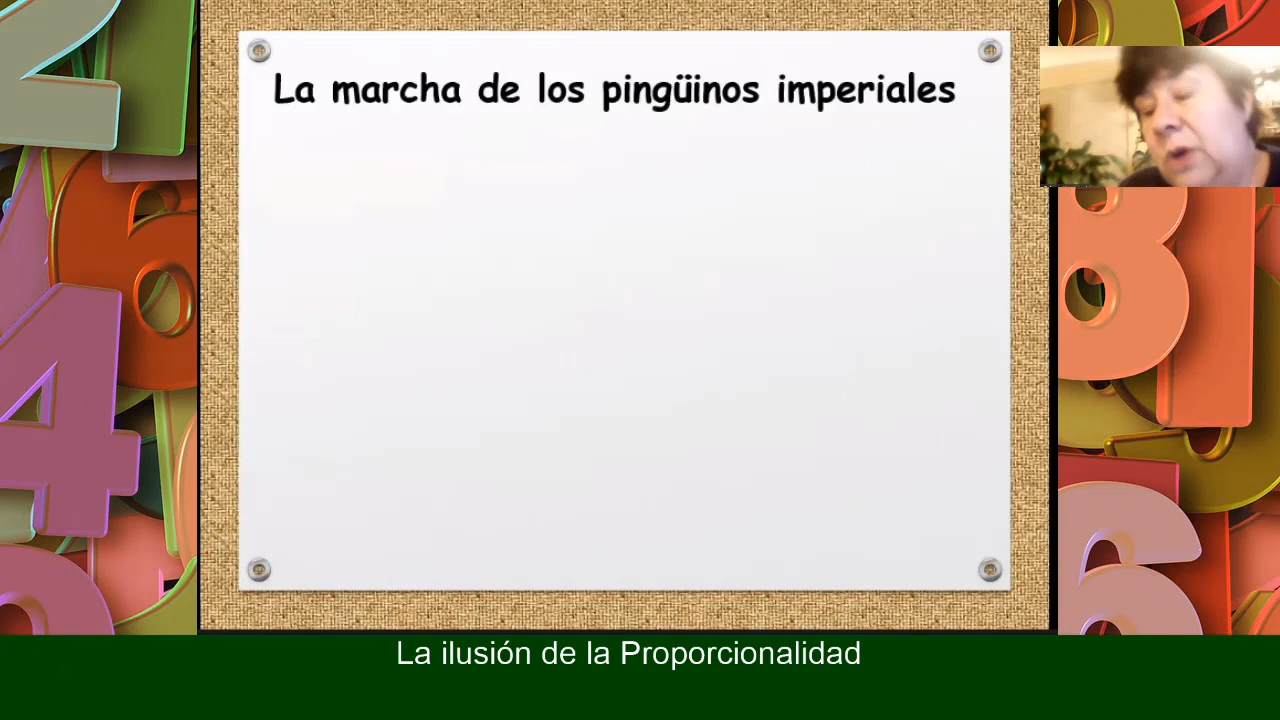 La marcha de los pingüinos imperiales
La ilusión de la Proporcionalidad